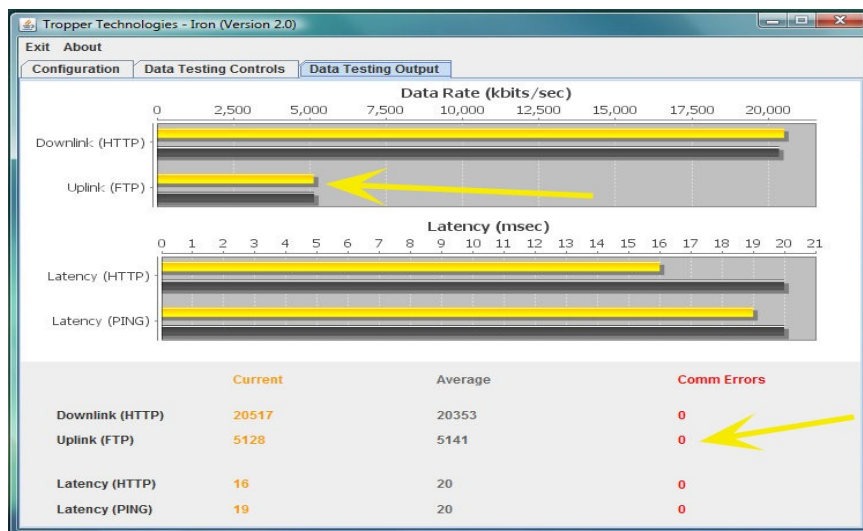 Tropper Technologies - Iron (Version 2.0)
Exit About
Configuration Data Testing Controls Data Testing Output
Data Rate (kbits/sec)
0 2,500 5,000 7,500 10,000 12,500 15,000 17,500 20,000
Downlink (HTTP)
Uplink (FTP)
Latency (msec)
0 1 2 3 4 5 6 7 8 9 10 11 12 13 14 15 16 17 18 19 20 21
Latency (HTTP)
Latency (PING)
Current Average Comm Errors
Downlink (HTTP) 20517 20353 0
Uplink (FTP) 5128 5141 0
Latency (HTTP) 16 20 0
Latency (PING) 19 20 0